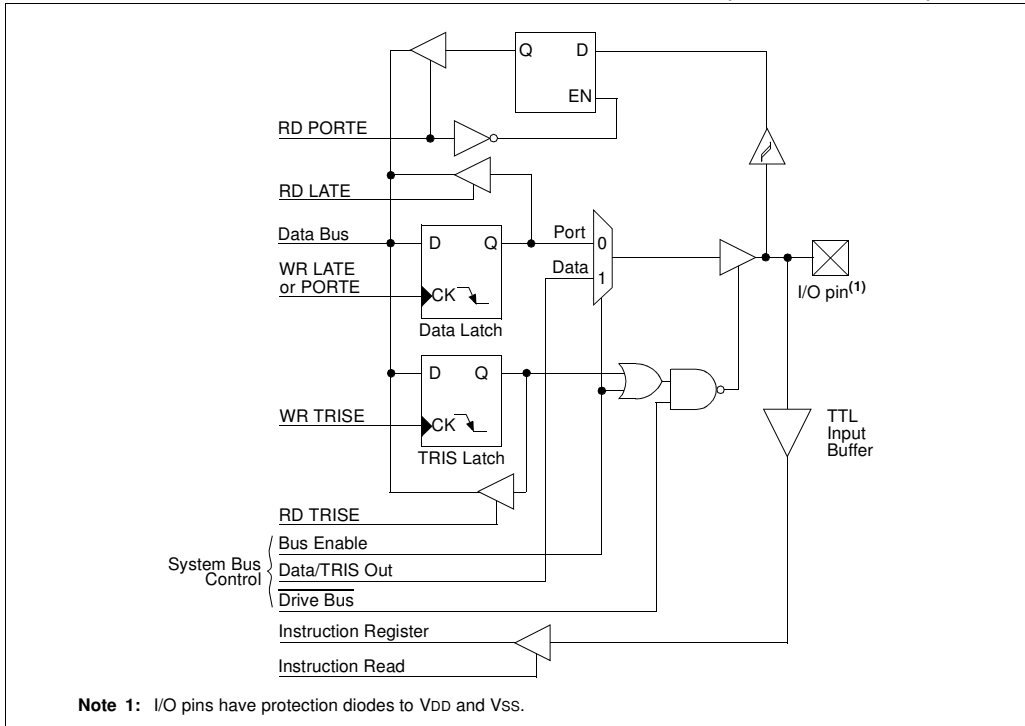 Q D
EN
RD PORTE
RD LATE
Data Bus
D Q
Port 0
WR LATE
or PORTE
Data 1
CK
I/O pin(1)
Data Latch
D Q
WR TRISE
CK
TTL
Input
Buffer
TRIS Latch
RD TRISE
Bus Enable
System Bus
Control
Data/TRIS Out
Drive Bus
Instruction Register
Instruction Read
Note 1: I/O pins have protection diodes to VDD and VSS.